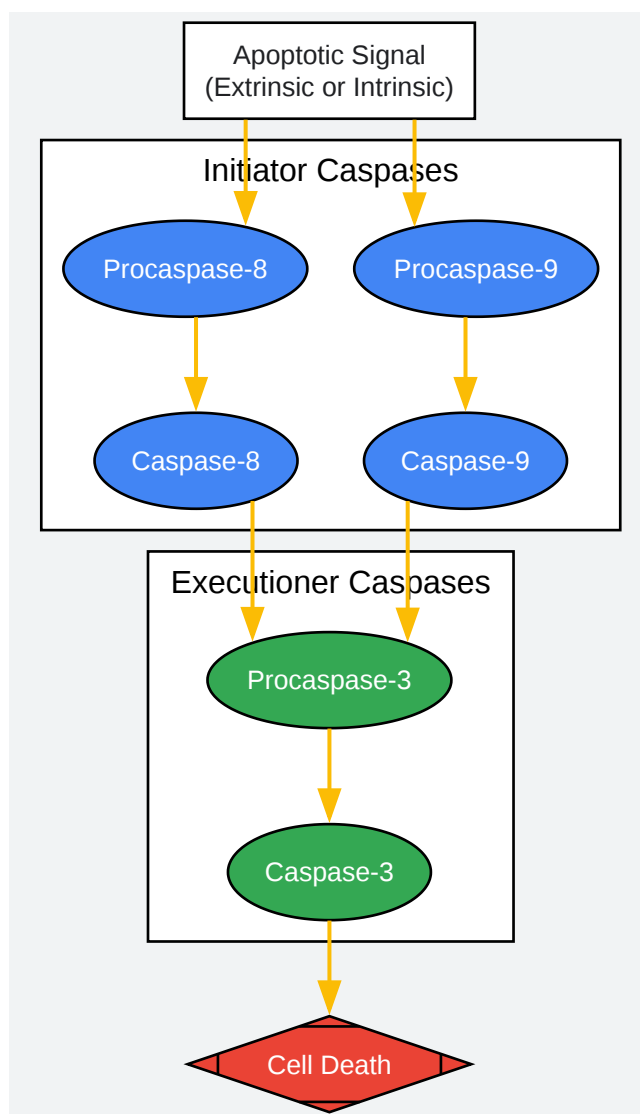 Apoptotic Signal
(Extrinsic or Intrinsic)
Initiator Caspases
Procaspase-8
Procaspase-9
Caspase-8
Caspase-9
Executioner Caspases
Procaspase-3
Caspase-3
Cell Death